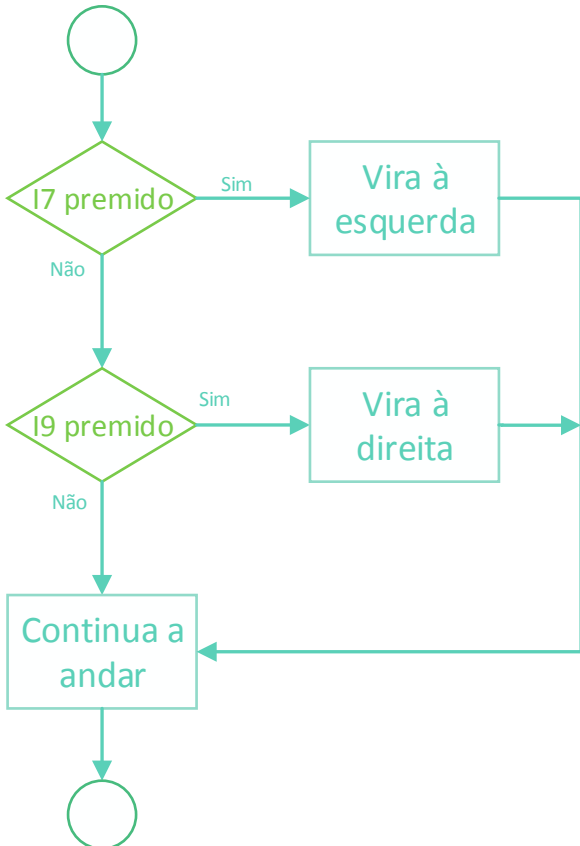 I7 premido
Sim
Vira à
esquerda
Não
I9 premido
Sim
Vira à
direita
Não
Continua a
andar